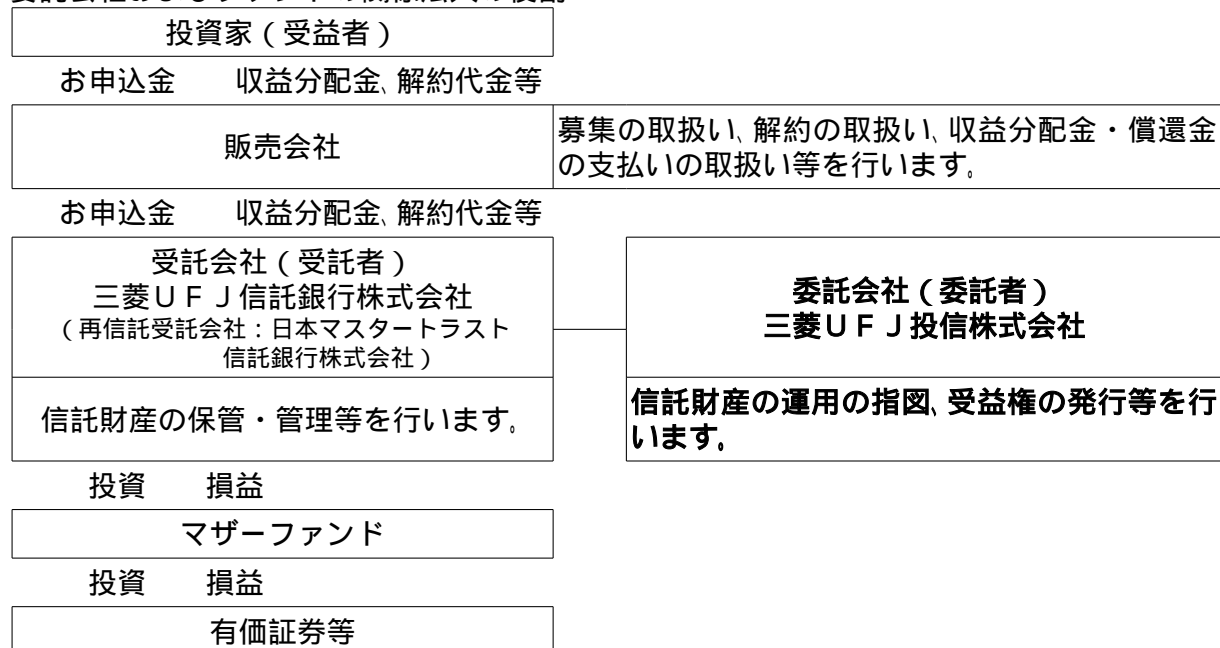 投資家(受益者)
お申込金 収益分配金、解約代金等
販売会社
募集の取扱い、解約の取扱い、収益分配金・償還金
の支払いの取扱い等を行います。
お申込金 収益分配金、解約代金等
受託会社(受託者)
三菱UFJ信託銀行株式会社
(再信託受託会社:日本マスタートラスト
信託銀行株式会社)
委託会社(委託者)
三菱UFJ投信株式会社
信託財産の保管・管理等を行います。
信託財産の運用の指図、受益権の発行等を行
います。
投資 損益
マザーファンド
投資 損益
有価証券等